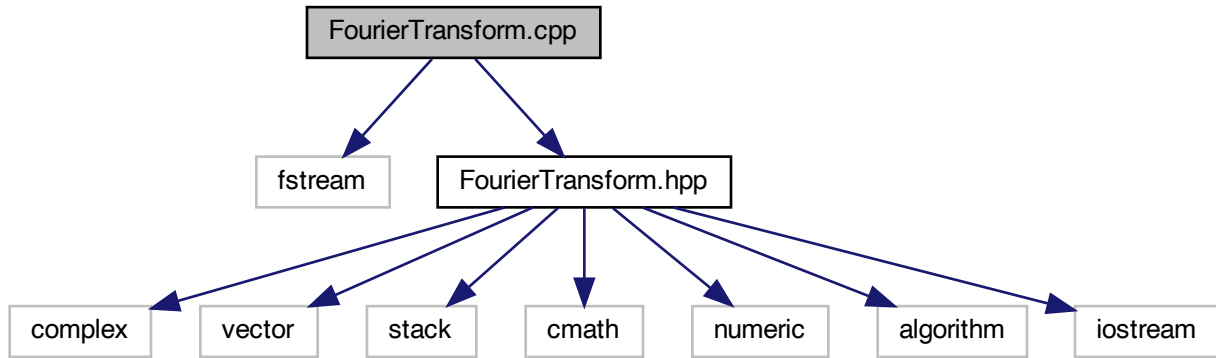 FourierTransform.cpp
fstream
FourierTransform.hpp
complex
vector
stack
cmath
numeric
algorithm
iostream